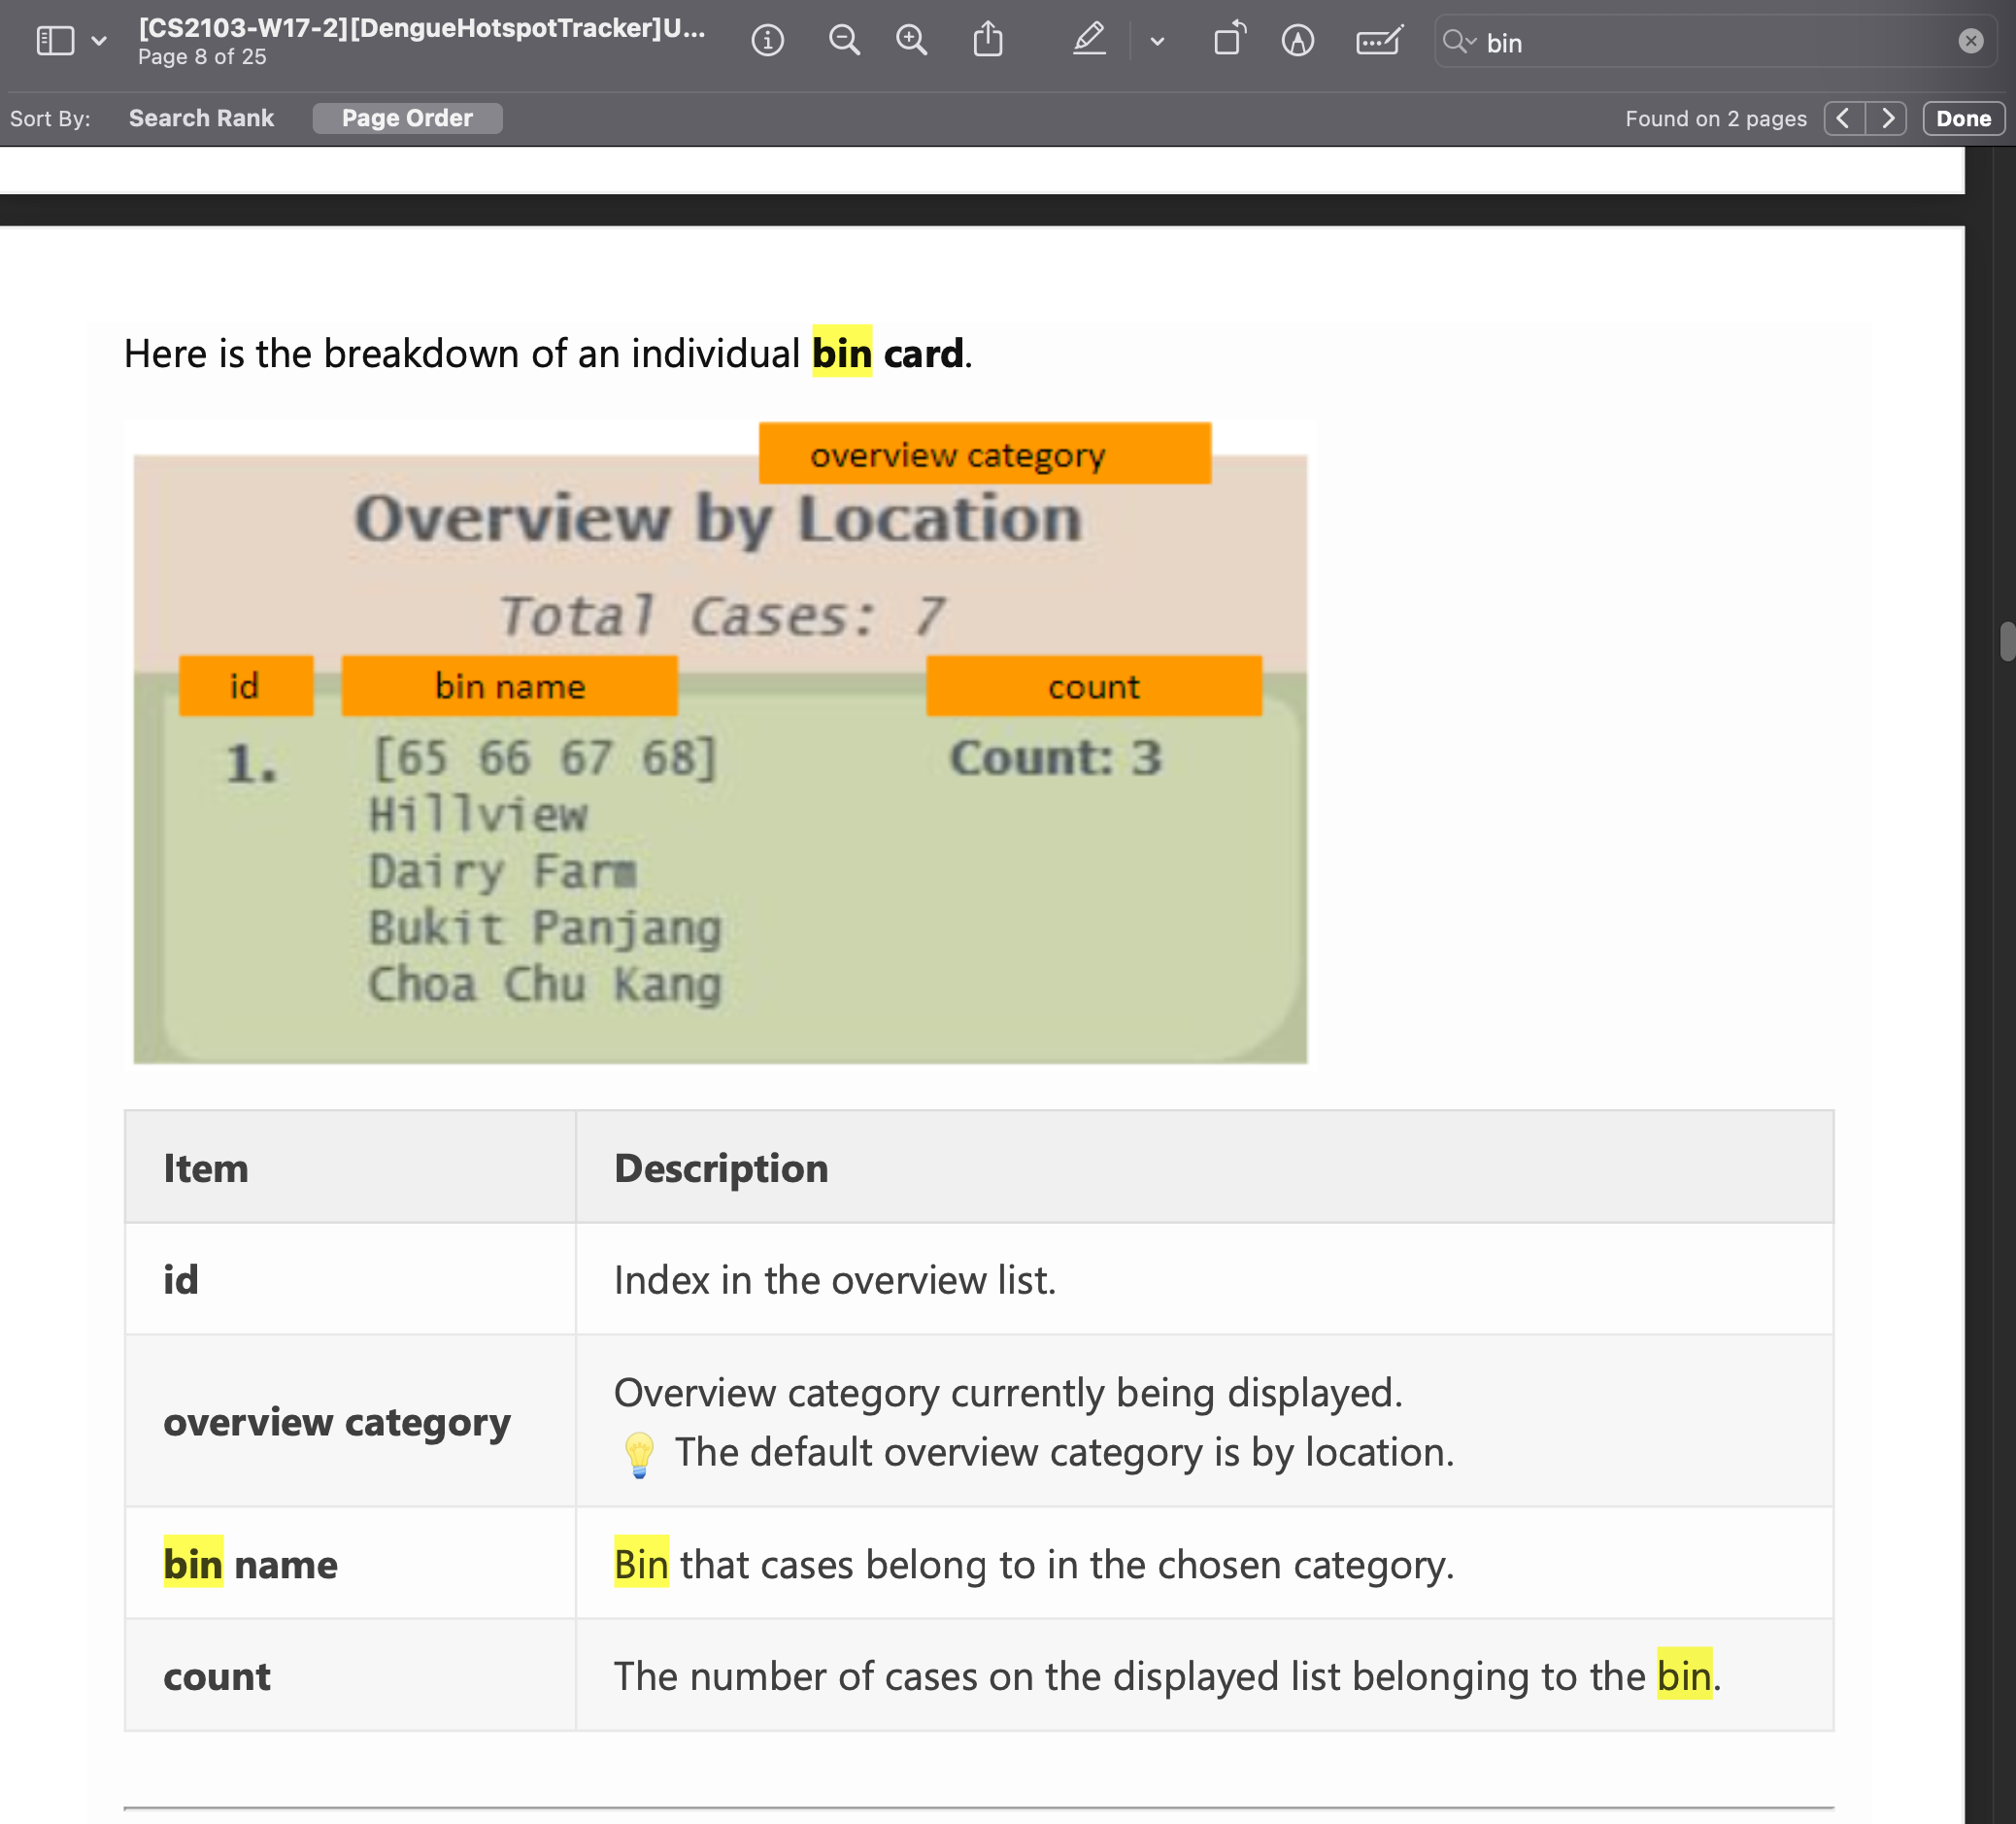 [CS2103-W17-2][DengueHotspotTracker]U...
Page 8 of 25
bin
Sort By:
Search Rank
Page Order
Found on 2 pages
Done
Here is the breakdown of an individual bin card.
overview category
Overview by Location
Total Cases: 7
id
bin name
count
1.
[65 66 67 68]
Count: 3
Hillview
Dairy Farm
Bukit Panjang
Choa Chu Kang
Item
Description
id
Index in the overview list.
overview category
Overview category currently being displayed.
The default overview category is by location.
bin name
Bin that cases belong to in the chosen category.
count
The number of cases on the displayed list belonging to the bin.